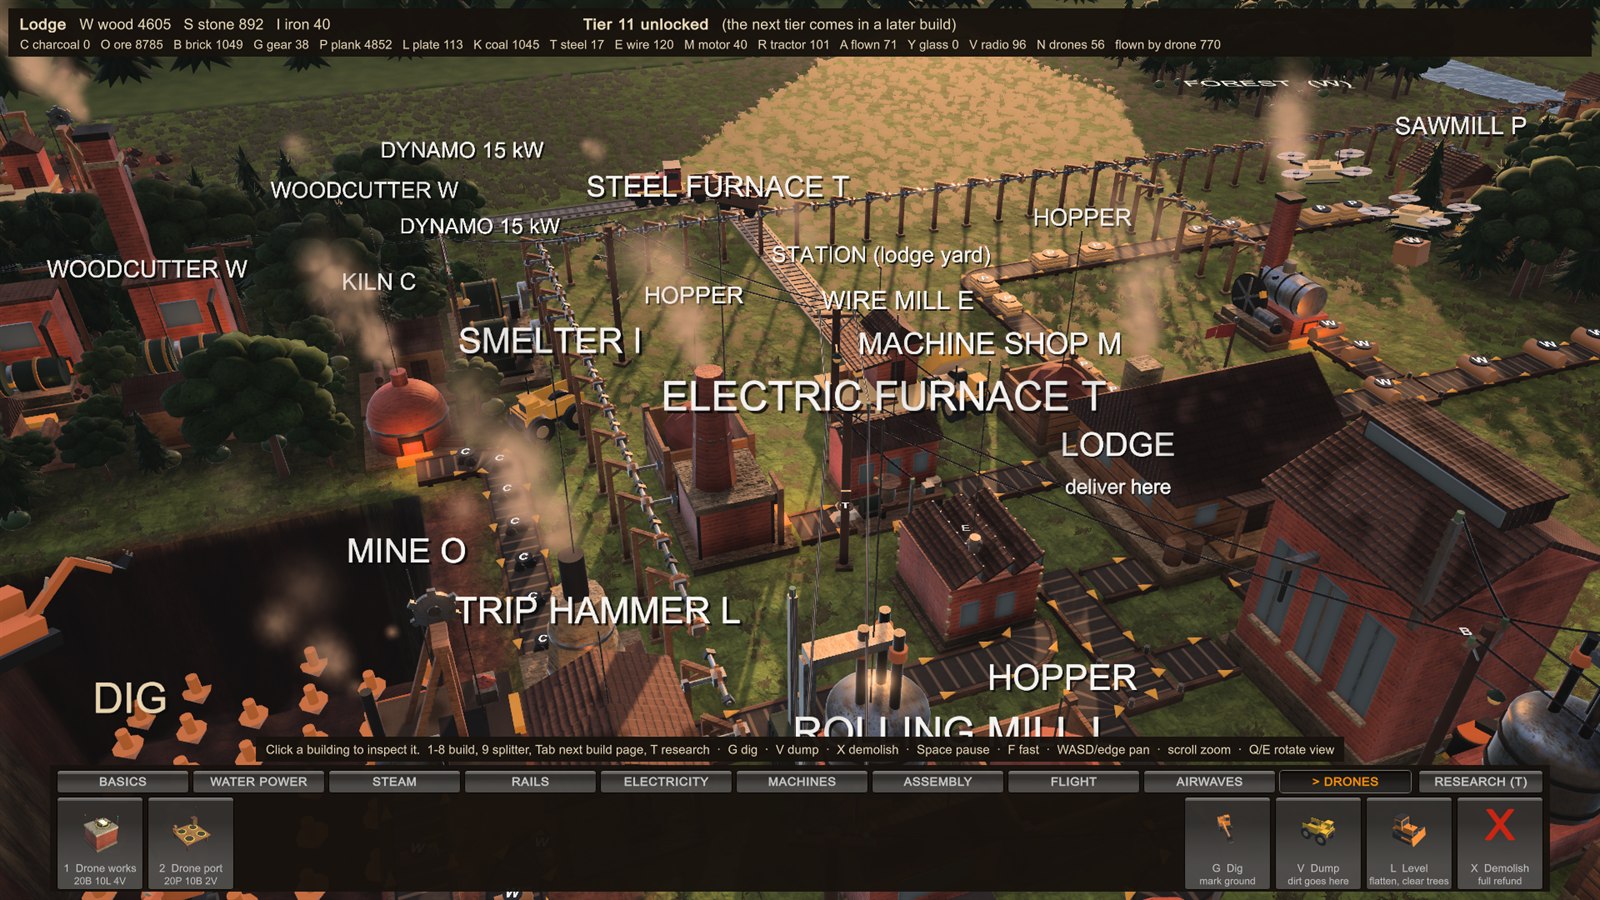 Lodge W wood 4605 S stone 892 I iron 40
Tier 11 unlocked (the next tier comes in a later build)
C charcoal 0 O ore 8785 B brick 1049 G gear 38 P plank 4852 L plate 113 K coal 1045 T steel 17 E wire 120 M motor 40 R tractor 101 A flown 71 Y glass 0 V radio 96 N drones 56 flown by drone 770
FOREST (W)
SAWMILL P
DYNAMO 15 kW
WOODCUTTER W
STEEL FURNACE T
HOPPER
DYNAMO 15 kW
STATION (lodge yard)
WOODCUTTER W
KILN C
HOPPER
WIRE MILL E
SMELTER I
MACHINE SHOP M
ELECTRIC FURNACE T
LODGE
deliver here
MINE O
TRIP HAMMER L
HOPPER
DIG
ROLLING MILL L
Click a building to inspect it. 1-8 build, 9 splitter, Tab next build page, T research · G dig · V dump · X demolish · Space pause · F fast · WASD/edge pan · scroll zoom · Q/E rotate view
BASICS
WATER POWER
STEAM
RAILS
ELECTRICITY
MACHINES
ASSEMBLY
FLIGHT
AIRWAVES
> DRONES
RESEARCH (T)
1 Drone works
20B 10L 4V
2 Drone port
20P 10B 2V
G Dig
mark ground
V Dump
dirt goes here
L Level
flatten, clear trees
X Demolish
full refund